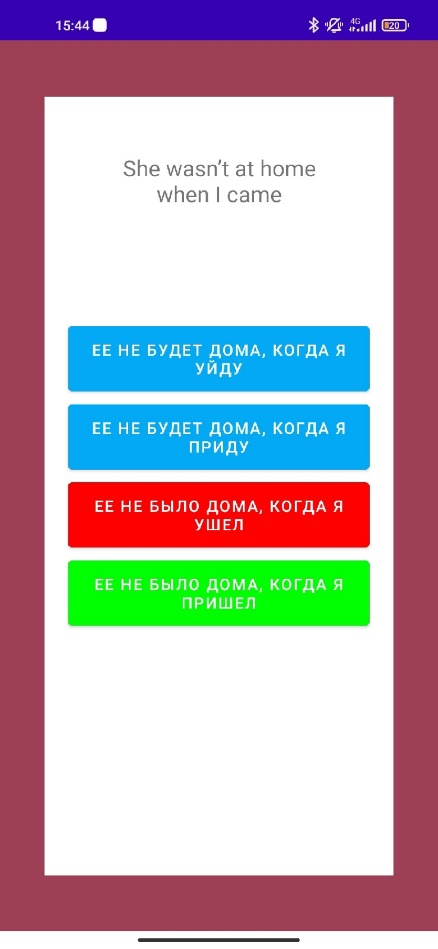 15:44
4G
20
She wasn't at home
when I came
ЕЕ НЕ БУДЕТ ДОМА, КОГДА Я
УЙДУ
ЕЕ НЕ БУДЕТ ДОМА, КОГДА Я
ПРИДУ
ЕЕ НЕ БЫЛО ДОМА, КОГДА Я
УШЕЛ
ЕЕ НЕ БЫЛО ДОМА, КОГДА Я
ПРИШЕЛ